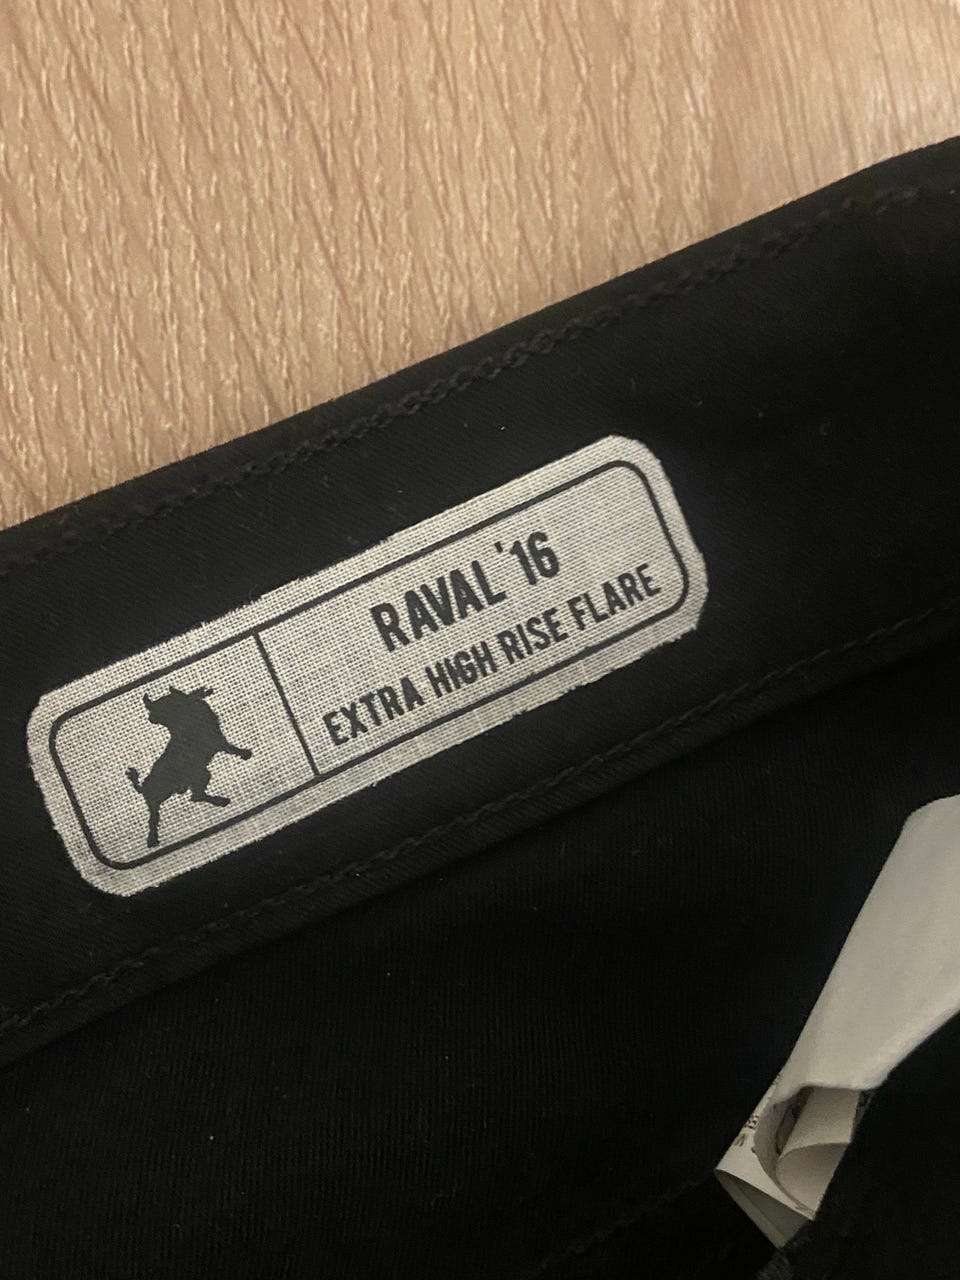 RAVAL '16
EXTRA HIGH RISE FLARE